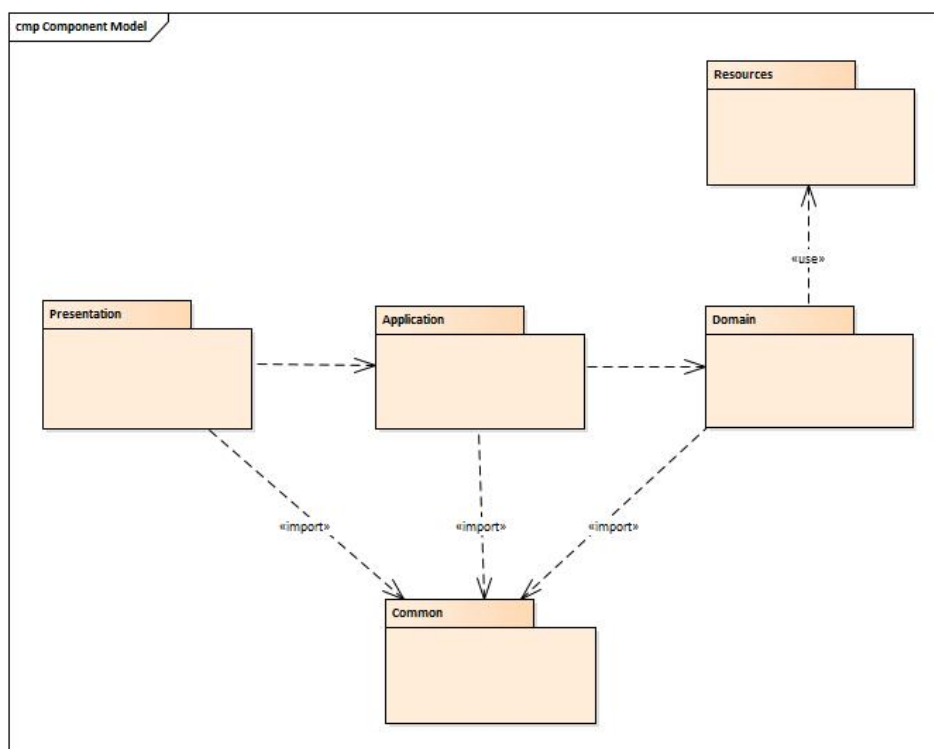 cmp Component Model
Resources
«use»
Presentation
Application
Domain
«import»
«import»
«import»
Common